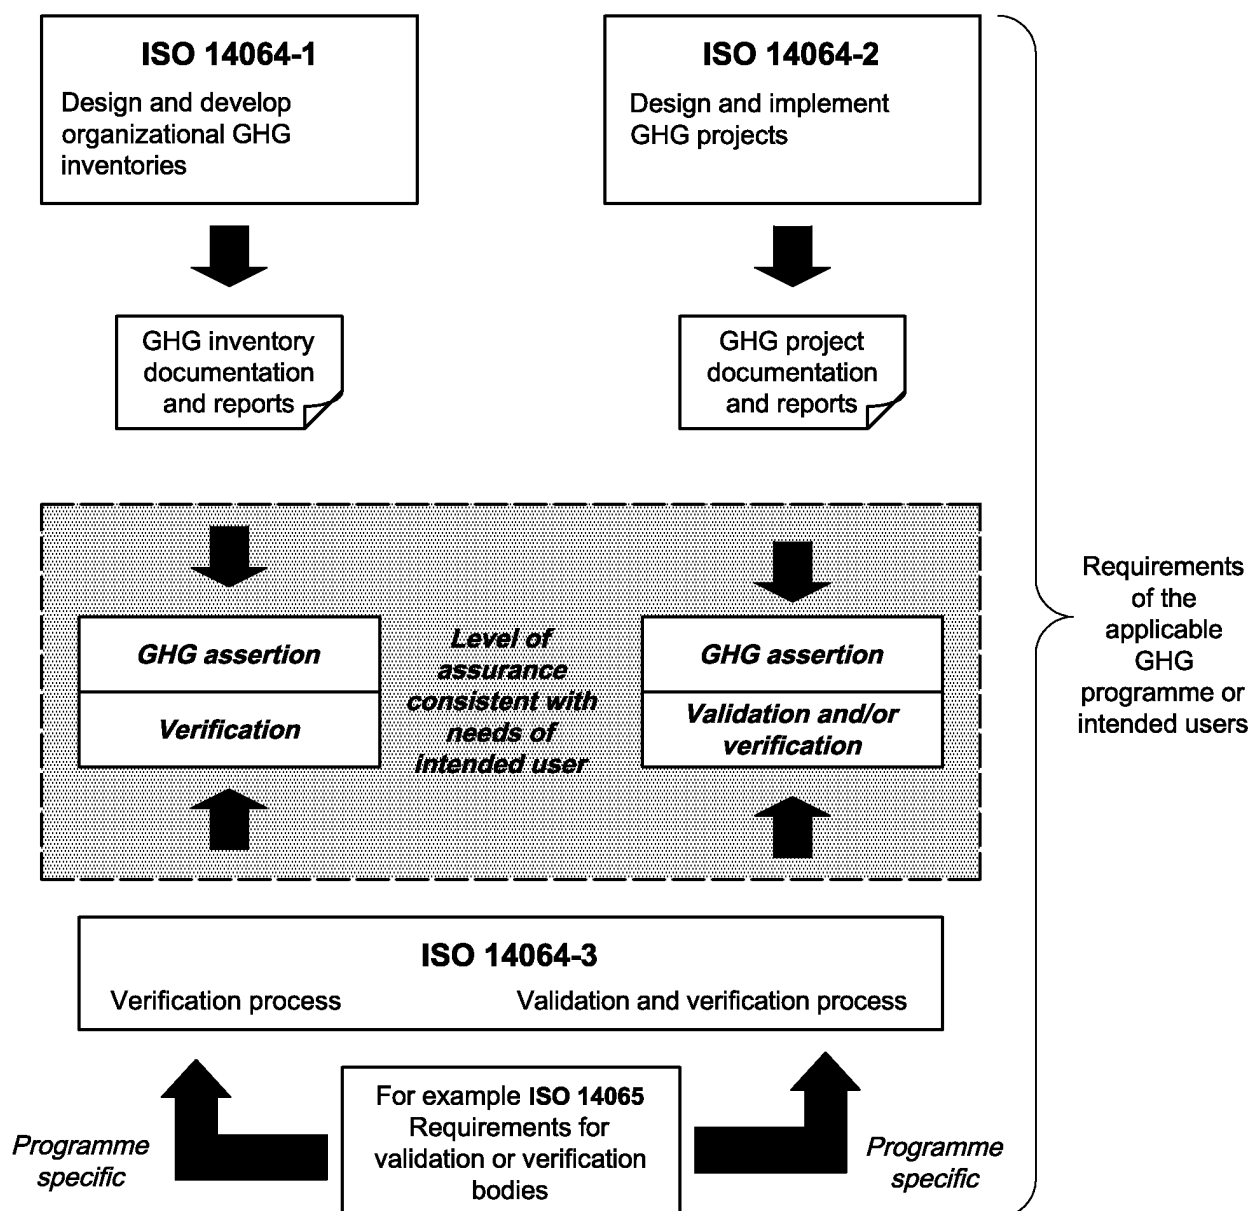 ISO 14064-1
Design and develop
organizational GHG
inventories
ISO 14064-2
Design and implement
GHG projects
GHG inventory
documentation
and reports
GHG project
documentation
and reports
GHG assertion
Verification
Level of
assurance
consistent with
needs of
intended user
GHG assertion
Validation and/or
verification
Requirements
of the
applicable
GHG
programme or
intended users
ISO 14064-3
Verification process
Validation and verification process
Programme
specific
For example ISO 14065
Requirements for
validation or verification
bodies
Programme
specific